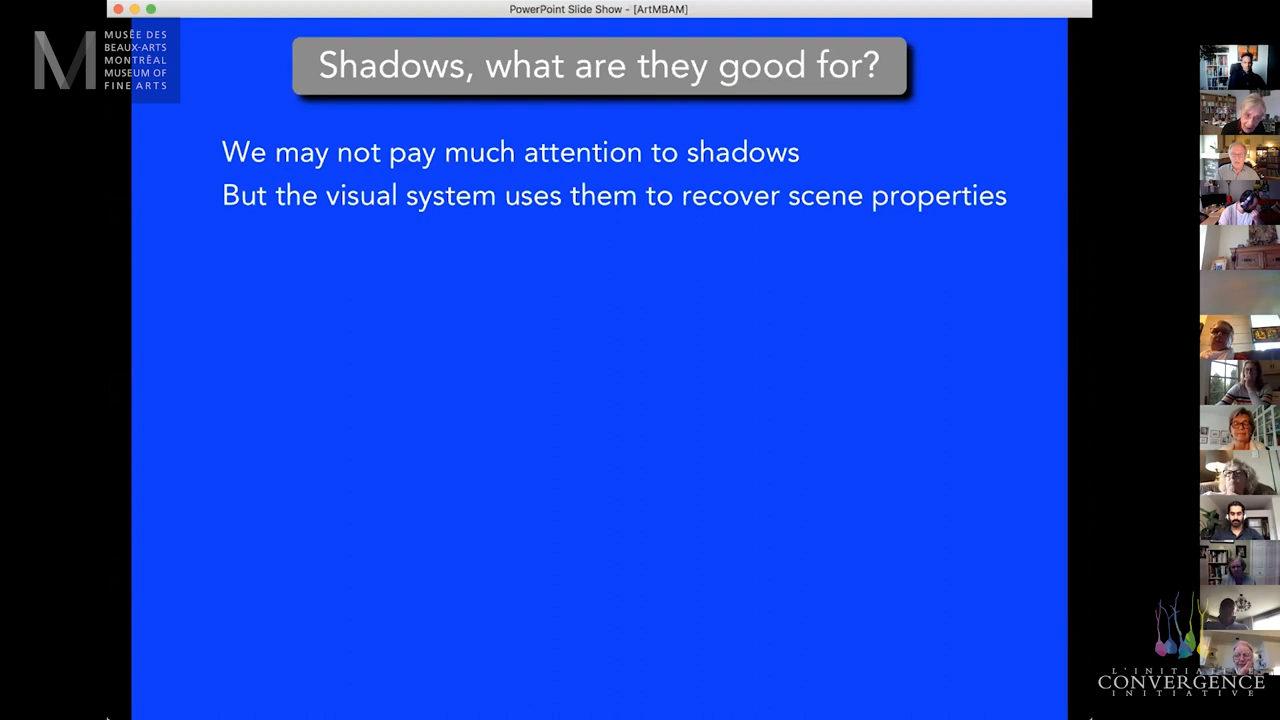 PowerPoint Slide Show - [ArtMBAM]
MUSÉE DES
BEAUX-ARTS
MONTRÉAL
MUSEUM OF
FINE ARTS
M
Shadows, what are they good for?
We may not pay much attention to shadows
But the visual system uses them to recover scene properties
L'INITIATIVE
CONVERGENCE
INITIATIVE